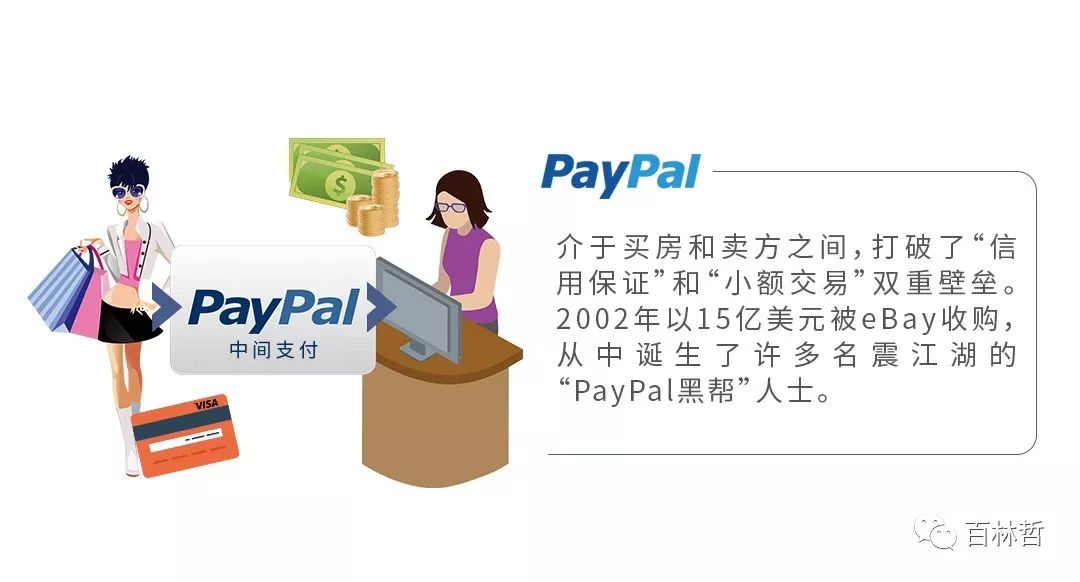 PayPal
介于买房和卖方之间，打破了“信
用保证”和“小额交易”双重壁垒。
2002年以15亿美元被eBay收购，
从中诞生了许多名震江湖的
“PayPal黑帮”人士。
PayPal
中间支付
VISA
百林哲